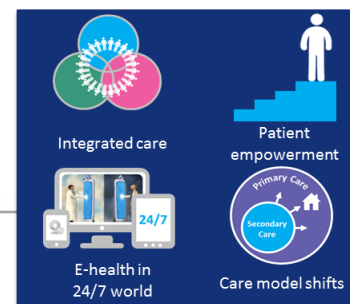 Integrated care
Patient
empowerment
24/7
E-health in
24/7 world
Primary Care
Secondary
Care
Care model shifts